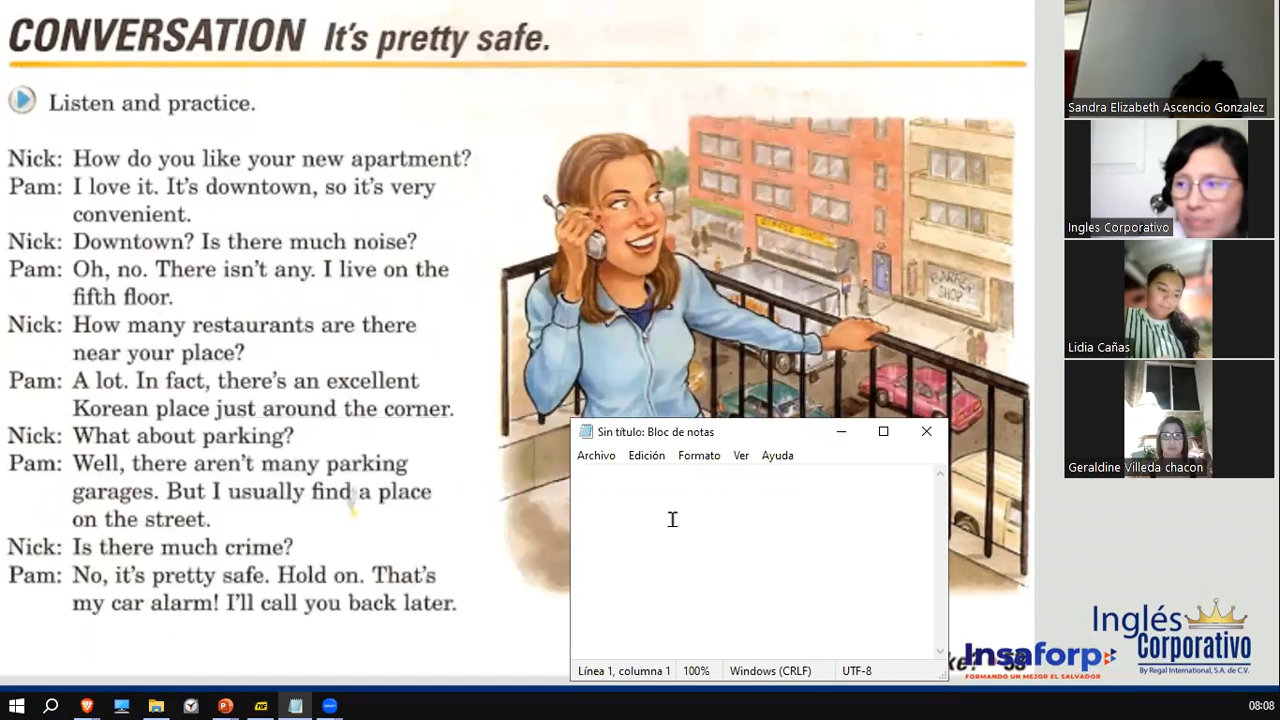 CONVERSATION It's pretty safe.
Listen and practice.
Nick: How do you like your new apartment?
Pam: I love it. It's downtown, so it's very
convenient.
Nick: Downtown? Is there much noise?
Pam: Oh, no. There isn't any. I live on the
fifth floor.
Nick: How many restaurants are there
near your place?
Pam: A lot. In fact, there's an excellent
Korean place just around the corner.
Nick: What about parking?
Pam: Well, there aren't many parking
garages. But I usually find a place
on the street.
Nick: Is there much crime?
Pam: No, it's pretty safe. Hold on. That's
my car alarm! I'll call you back later.
BARBER
SHOP
Sin título: Bloc de notas
Archivo Edición Formato Ver Ayuda
Línea 1, columna 1 100% Windows (CRLF) UTF-8
Sandra Elizabeth Ascencio Gonzalez
Ingles Corporativo
Lidia Cañas
Geraldine Villeda chacon
Insaforp
FORMANDO UN MEJOR EL SALVADOR
Inglés
Corporativo
By Regal International, S.A. de C.V.
08:08